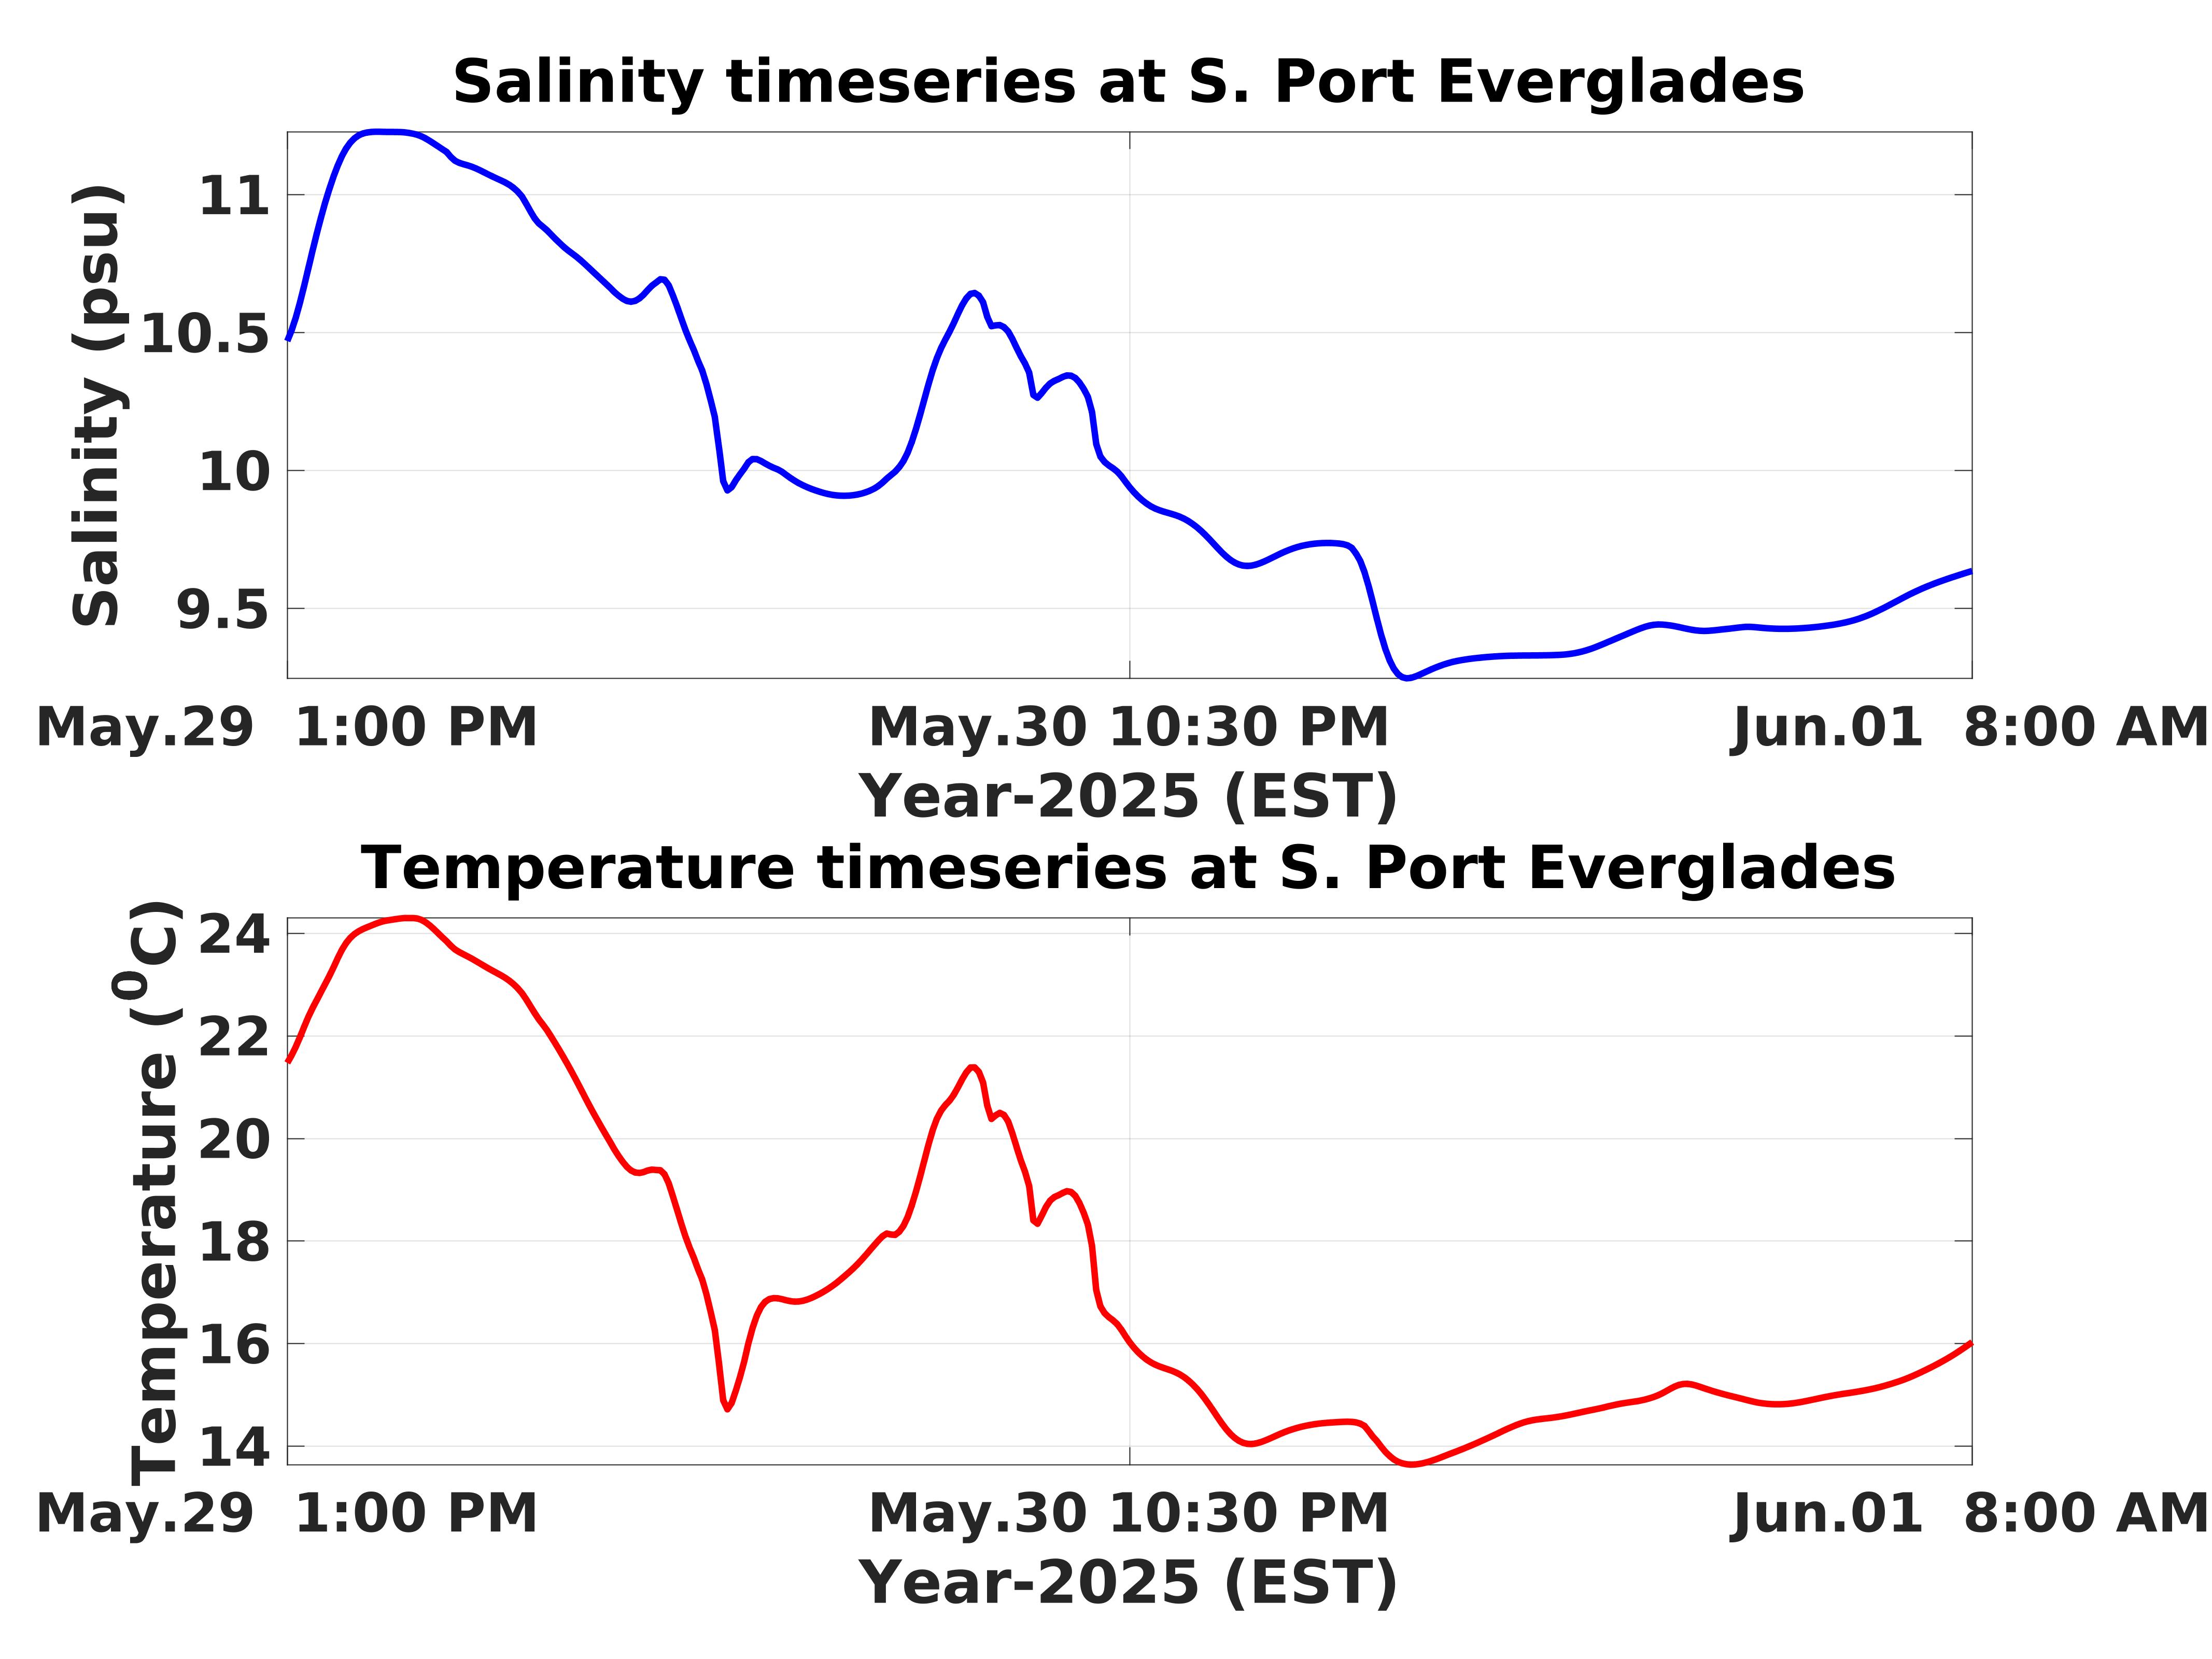 Salinity timeseries at S. Port Everglades
Salinity (psu)
11
10.5
10
9.5
May.29 1:00 PM May.30 10:30 PM Jun.01 8:00 AM
Year-2025 (EST)
Temperature timeseries at S. Port Everglades
Temperature (⁰C)
24
22
20
18
16
14
May.29 1:00 PM May.30 10:30 PM Jun.01 8:00 AM
Year-2025 (EST)